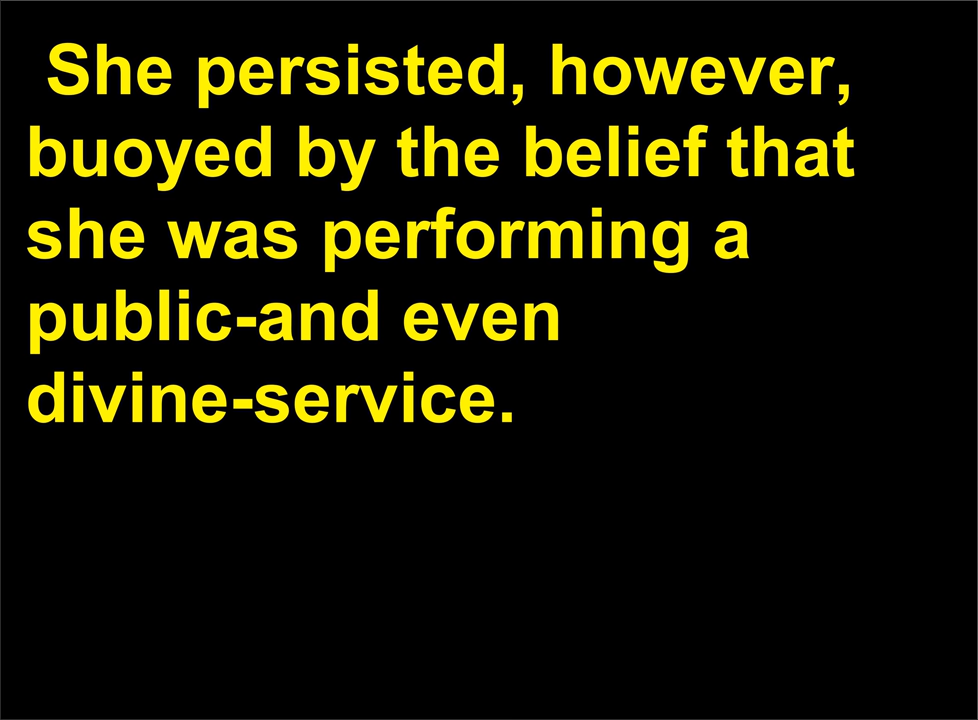 She persisted, however,
buoyed by the belief that
she was performing a
public-and even
divine-service.